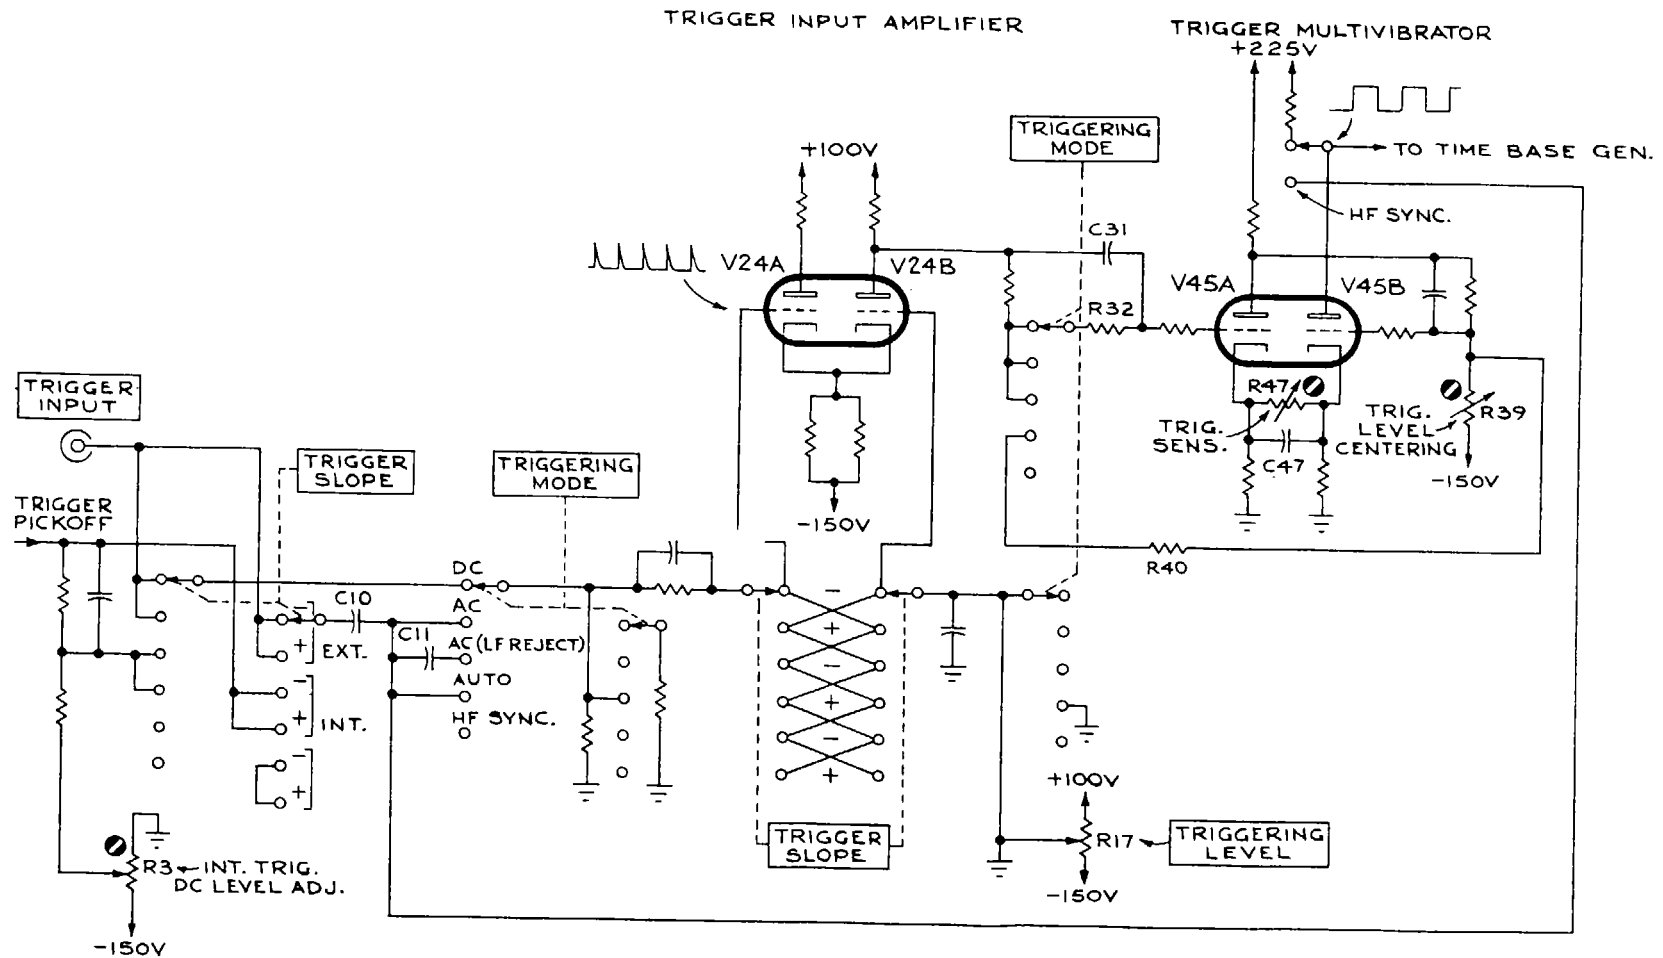 TRIGGER INPUT AMPLIFIER
TRIGGER MULTIVIBRATOR
+225V
TRIGGERING
MODE
+100V
TO TIME BASE GEN.
HF SYNC.
C31
V24A
V24B
V45A
V45B
R32
TRIGGER
INPUT
R47
TRIG.
SENS.
C47
TRIG.
LEVEL
CENTERING
R39
-150V
TRIGGER
SLOPE
TRIGGERING
MODE
TRIGGER
PICKOFF
-150V
R40
DC
C10
AC
C11
AC (LF REJECT)
AUTO
HF SYNC.
-
+
EXT.
-
+
INT.
-
+
-
+
-
+
-
+
+100V
R17
TRIGGERING
LEVEL
-150V
TRIGGER
SLOPE
R3
INT. TRIG.
DC LEVEL ADJ.
-150V